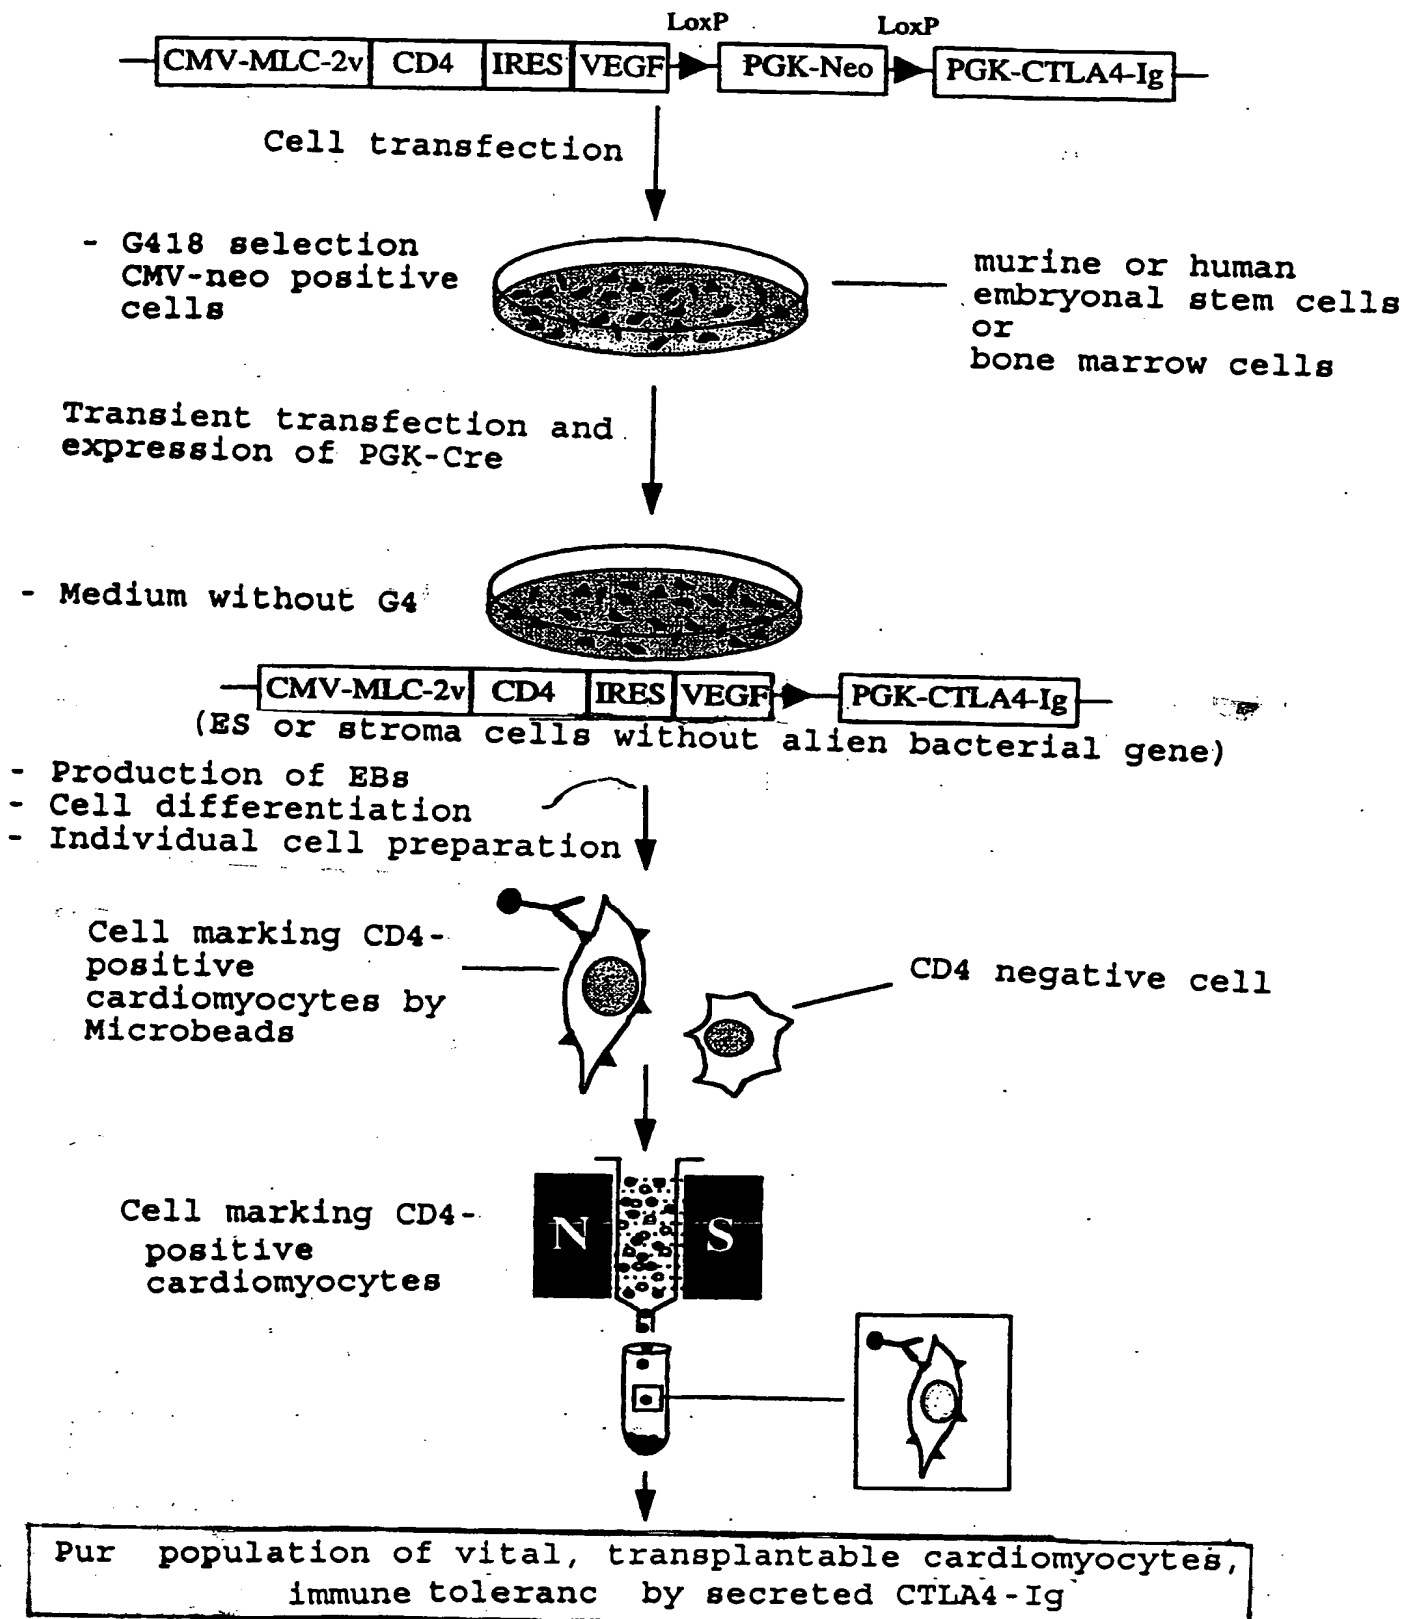 LoxP LoxP
CMV-MLC-2v CD4 IRES VEGF PGK-Neo PGK-CTLA4-Ig
Cell transfection
- G418 selection
CMV-neo positive
cells
murine or human
embryonal stem cells
or
bone marrow cells
Transient transfection and
expression of PGK-Cre
- Medium without G4
CMV-MLC-2v CD4 IRES VEGF PGK-CTLA4-Ig
(ES or stroma cells without alien bacterial gene)
- Production of EBs
- Cell differentiation
- Individual cell preparation
Cell marking CD4-
positive
cardiomyocytes by
Microbeads
CD4 negative cell
Cell marking CD4-
positive
cardiomyocytes
N S
Pur population of vital, transplantable cardiomyocytes,
immune toleranc by secreted CTLA4-Ig